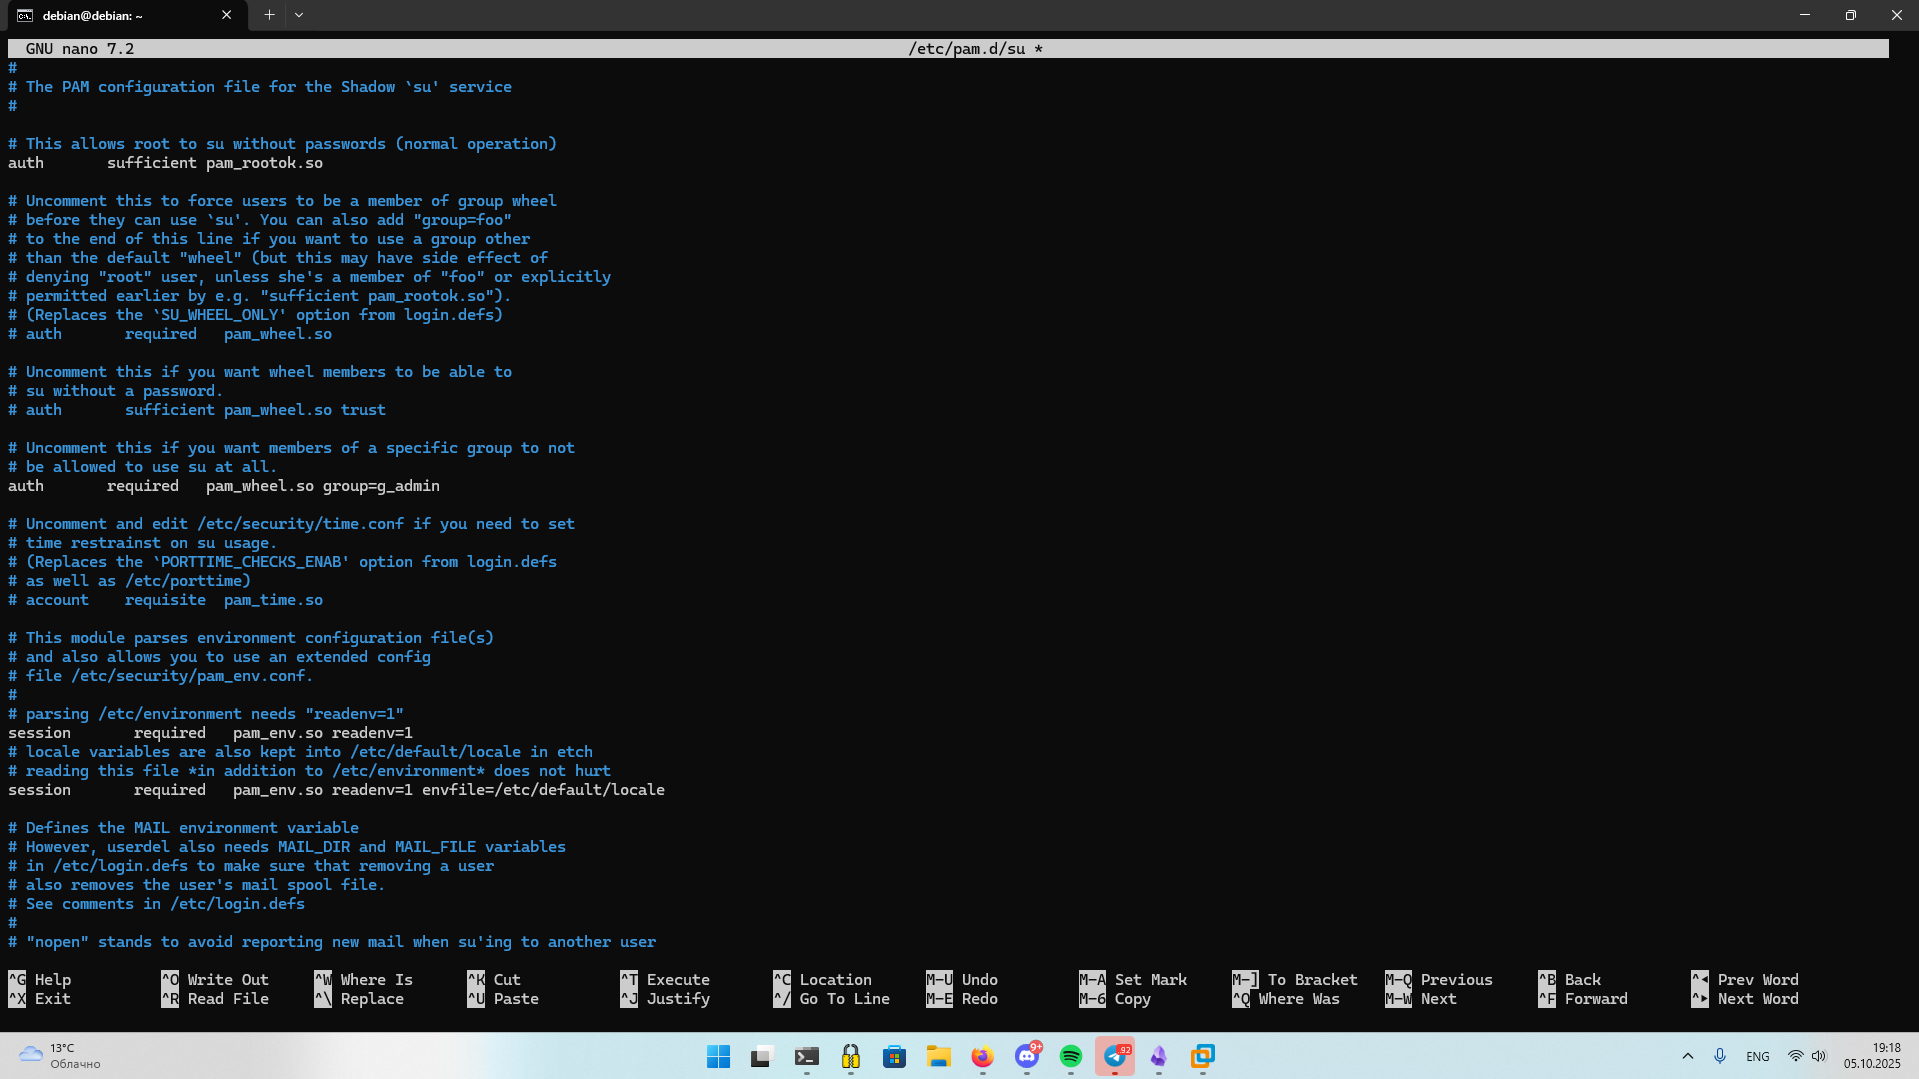 debian@debian: ~
GNU nano 7.2 /etc/pam.d/su *
#
# The PAM configuration file for the Shadow `su' service
#
# This allows root to su without passwords (normal operation)
auth       sufficient pam_rootok.so
# Uncomment this to force users to be a member of group wheel
# before they can use `su'. You can also add "group=foo"
# to the end of this line if you want to use a group other
# than the default "wheel" (but this may have side effect of
# denying "root" user, unless she's a member of "foo" or explicitly
# permitted earlier by e.g. "sufficient pam_rootok.so").
# (Replaces the `SU_WHEEL_ONLY' option from login.defs)
# auth       required   pam_wheel.so
# Uncomment this if you want wheel members to be able to
# su without a password.
# auth       sufficient pam_wheel.so trust
# Uncomment this if you want members of a specific group to not
# be allowed to use su at all.
auth       required   pam_wheel.so group=g_admin
# Uncomment and edit /etc/security/time.conf if you need to set
# time restrainst on su usage.
# (Replaces the `PORTTIME_CHECKS_ENAB' option from login.defs
# as well as /etc/porttime)
# account    requisite  pam_time.so
# This module parses environment configuration file(s)
# and also allows you to use an extended config
# file /etc/security/pam_env.conf.
#
# parsing /etc/environment needs "readenv=1"
session       required   pam_env.so readenv=1
# locale variables are also kept into /etc/default/locale in etch
# reading this file *in addition to /etc/environment* does not hurt
session       required   pam_env.so readenv=1 envfile=/etc/default/locale
# Defines the MAIL environment variable
# However, userdel also needs MAIL_DIR and MAIL_FILE variables
# in /etc/login.defs to make sure that removing a user
# also removes the user's mail spool file.
# See comments in /etc/login.defs
#
# "nopen" stands to avoid reporting new mail when su'ing to another user
^G Help ^O Write Out ^W Where Is ^K Cut ^T Execute ^C Location M-U Undo M-A Set Mark M-] To Bracket M-Q Previous ^B Back ^◂ Prev Word
^X Exit ^R Read File ^\ Replace ^U Paste ^J Justify ^/ Go To Line M-E Redo M-6 Copy ^Q Where Was M-W Next ^F Forward ^▸ Next Word
13°C
Облачно
9+
92
ENG
19:18
05.10.2025